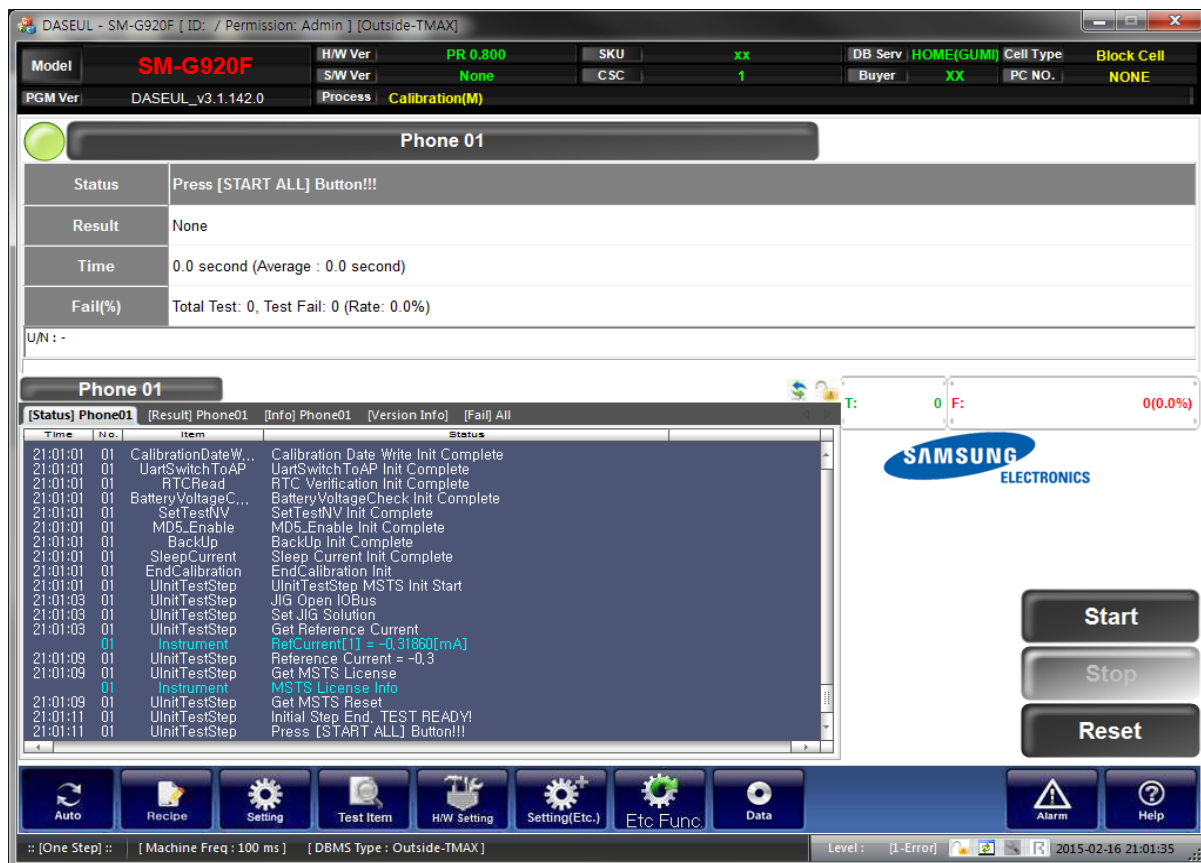 DASEUL - SM-G920F [ ID: / Permission: Admin ] [Outside-TMAX]
Model SM-G920F H/W Ver PR 0.800 SKU xx DB Serv HOME(GUMI) Cell Type Block Cell
S/W Ver None CSC 1 Buyer XX PC NO. NONE
PGM Ver DASEUL_v3.1.142.0 Process Calibration(M)
Phone 01
Status Press [START ALL] Button!!!
Result None
Time 0.0 second (Average : 0.0 second)
Fail(%) Total Test: 0, Test Fail: 0 (Rate: 0.0%)
U/N : -
Phone 01
[Status] Phone01 [Result] Phone01 [Info] Phone01 [Version Info] [Fail] All
T: 0 F: 0(0.0%)
Time No. Item Status
21:01:01 01 CalibrationDateW... Calibration Date Write Init Complete
21:01:01 01 UartSwitchToAP UartSwitchToAP Init Complete
21:01:01 01 RTCRead RTC Verification Init Complete
21:01:01 01 BatteryVoltageC... BatteryVoltageCheck Init Complete
21:01:01 01 SetTestNV SetTestNV Init Complete
21:01:01 01 MD5_Enable MD5_Enable Init Complete
21:01:01 01 BackUp BackUp Init Complete
21:01:01 01 SleepCurrent Sleep Current Init Complete
21:01:01 01 EndCalibration EndCalibration Init
21:01:01 01 UInitTestStep UInitTestStep MSTS Init Start
21:01:03 01 UInitTestStep JIG Open IOBus
21:01:03 01 UInitTestStep Set JIG Solution
21:01:03 01 UInitTestStep Get Reference Current
01 Instrument RefCurrent[1] = -0.31860[mA]
21:01:09 01 UInitTestStep Reference Current = -0.3
21:01:09 01 UInitTestStep Get MSTS License
01 Instrument MSTS License Info
21:01:09 01 UInitTestStep Get MSTS Reset
21:01:11 01 UInitTestStep Initial Step End, TEST READY!
21:01:11 01 UInitTestStep Press [START ALL] Button!!!
SAMSUNG
ELECTRONICS
Start
Stop
Reset
Auto Recipe Setting Test Item H/W Setting Setting(Etc.) Etc Func. Data Alarm Help
:: [One Step] :: [ Machine Freq : 100 ms ] [ DBMS Type : Outside-TMAX ] Level : [1-Error] 2015-02-16 21:01:35